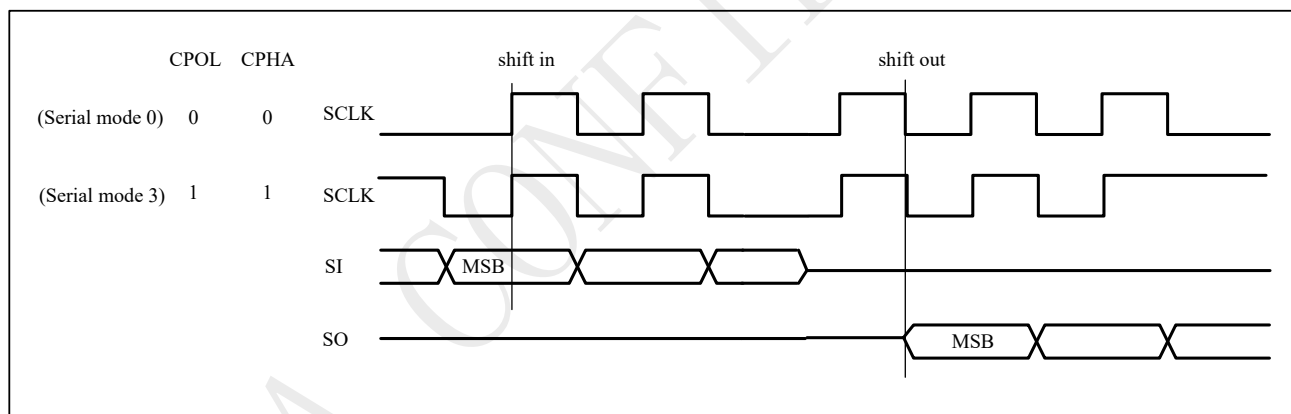 CPOL CPHA shift in shift out
(Serial mode 0) 0 0 SCLK
(Serial mode 3) 1 1 SCLK
SI MSB
SO MSB